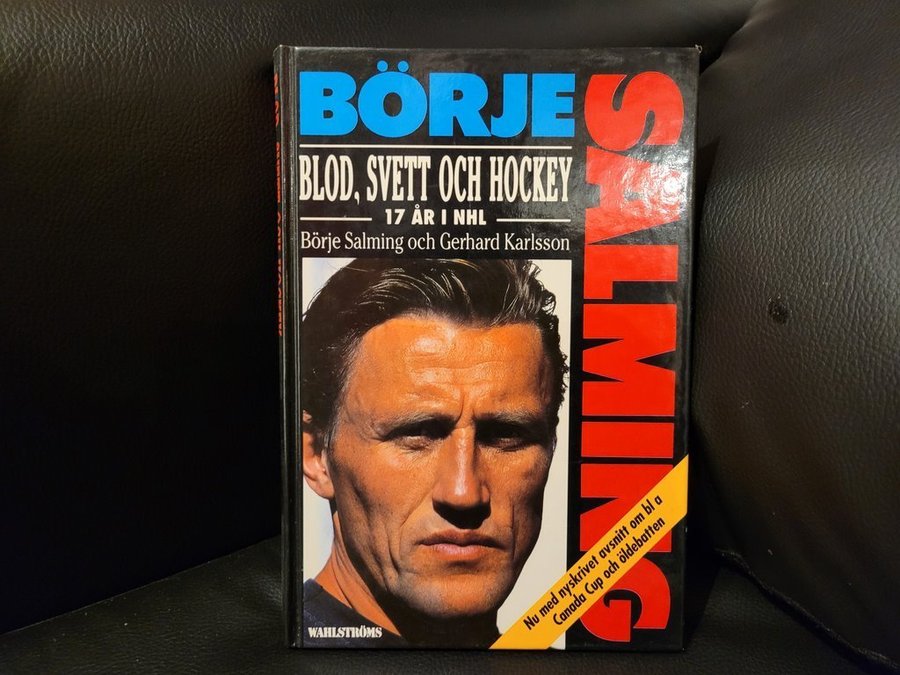 BÖRJE
SALMING
BLOD, SVETT OCH HOCKEY
17 ÅR I NHL
Börje Salming och Gerhard Karlsson
Nu med nyskrivet avsnitt om bl a
Canada Cup och öldebatten
WAHLSTRÖMS